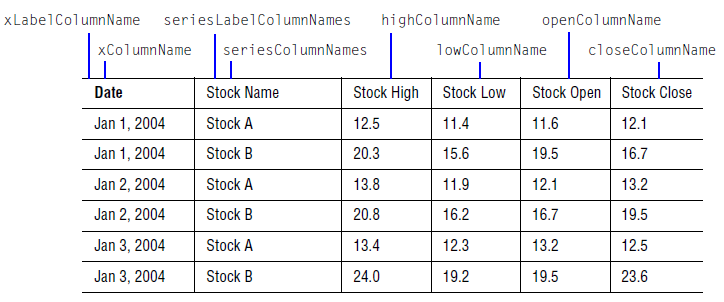 xLabelColumnName seriesLabelColumnNames highColumnName openColumnName
xColumnName seriesColumnNames lowColumnName closeColumnName
Date Stock Name Stock High Stock Low Stock Open Stock Close
Jan 1, 2004 Stock A 12.5 11.4 11.6 12.1
Jan 1, 2004 Stock B 20.3 15.6 19.5 16.7
Jan 2, 2004 Stock A 13.8 11.9 12.1 13.2
Jan 2, 2004 Stock B 20.8 16.2 16.7 19.5
Jan 3, 2004 Stock A 13.4 12.3 13.2 12.5
Jan 3, 2004 Stock B 24.0 19.2 19.5 23.6